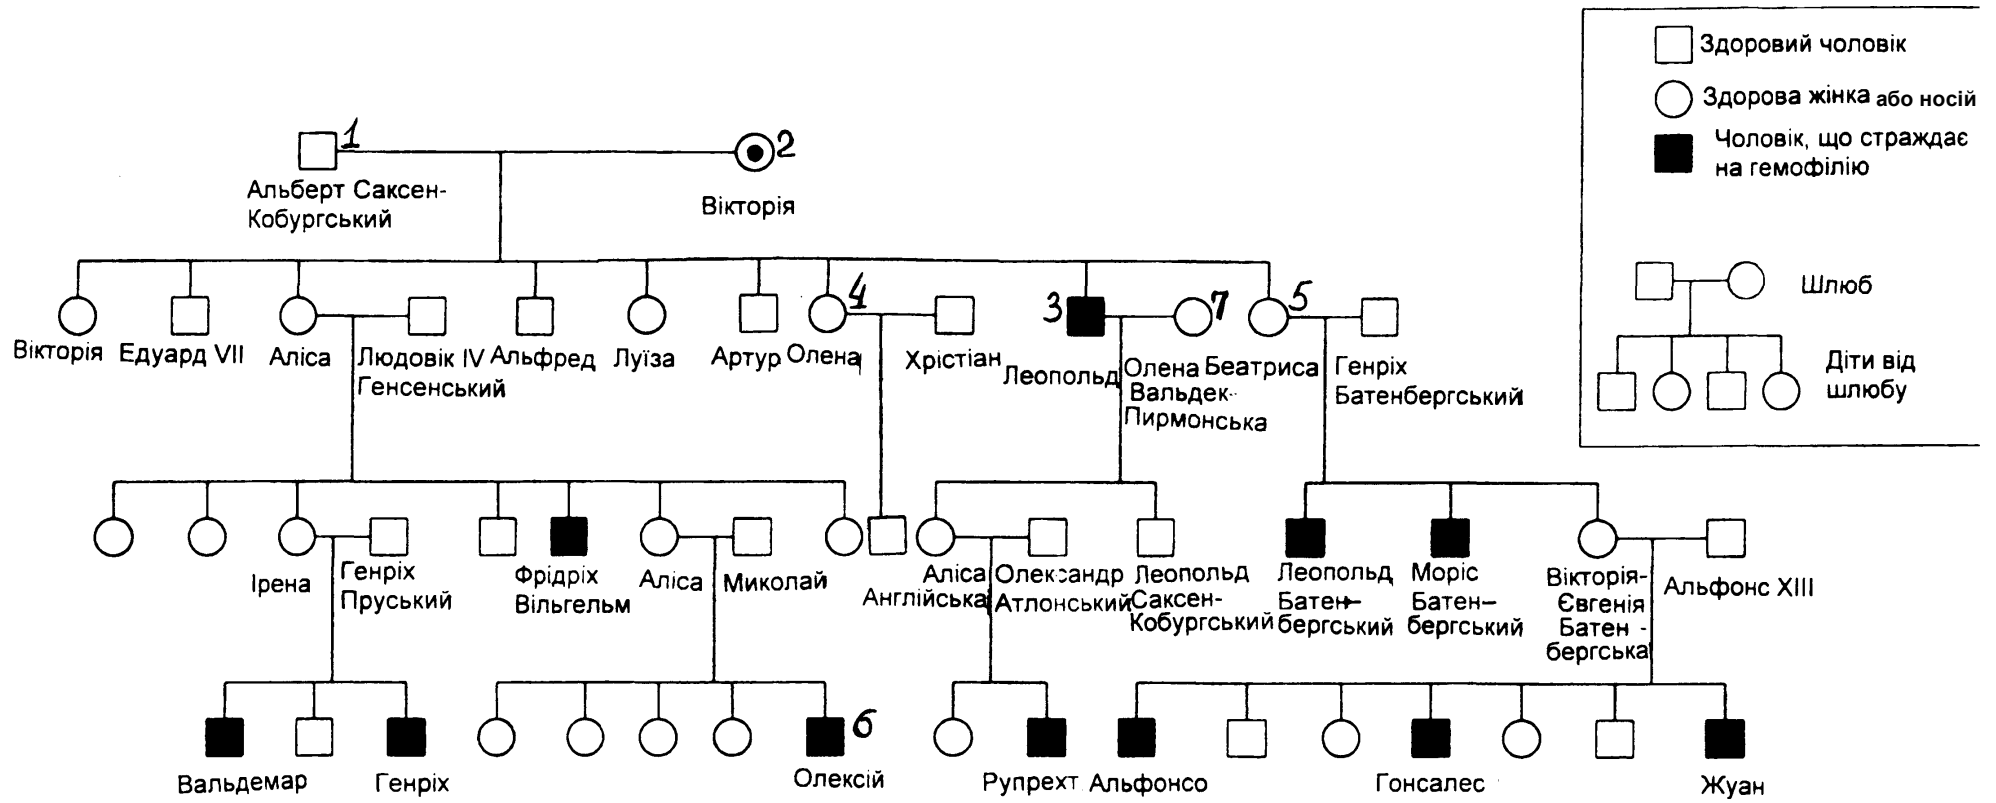 Здоровий чоловік
Здорова жінка або носій
Чоловік, що страждає
на гемофілію
Шлюб
Діти від
шлюбу
1
2
Альберт Саксен-
Кобургський
Вікторія
3
4
5
7
Вікторія
Едуард VII
Аліса
Людовік IV
Генсенський
Альфред
Луїза
Артур
Олена
Хрістіан
Леопольд
Олена
Вальдек-
Пирмонська
Беатриса
Генріх
Батенбергський
Ірена
Генріх
Пруський
Фрідріх
Вільгельм
Аліса
Миколай
Аліса
Англійська
Олександр
Атлонський
Леопольд
Саксен-
Кобургський
Леопольд
Батен-
бергський
Моріс
Батен-
бергський
Вікторія-
Євгенія
Батен-
бергська
Альфонс XIII
6
Вальдемар
Генріх
Олексій
Рупрехт
Альфонсо
Гонсалес
Жуан